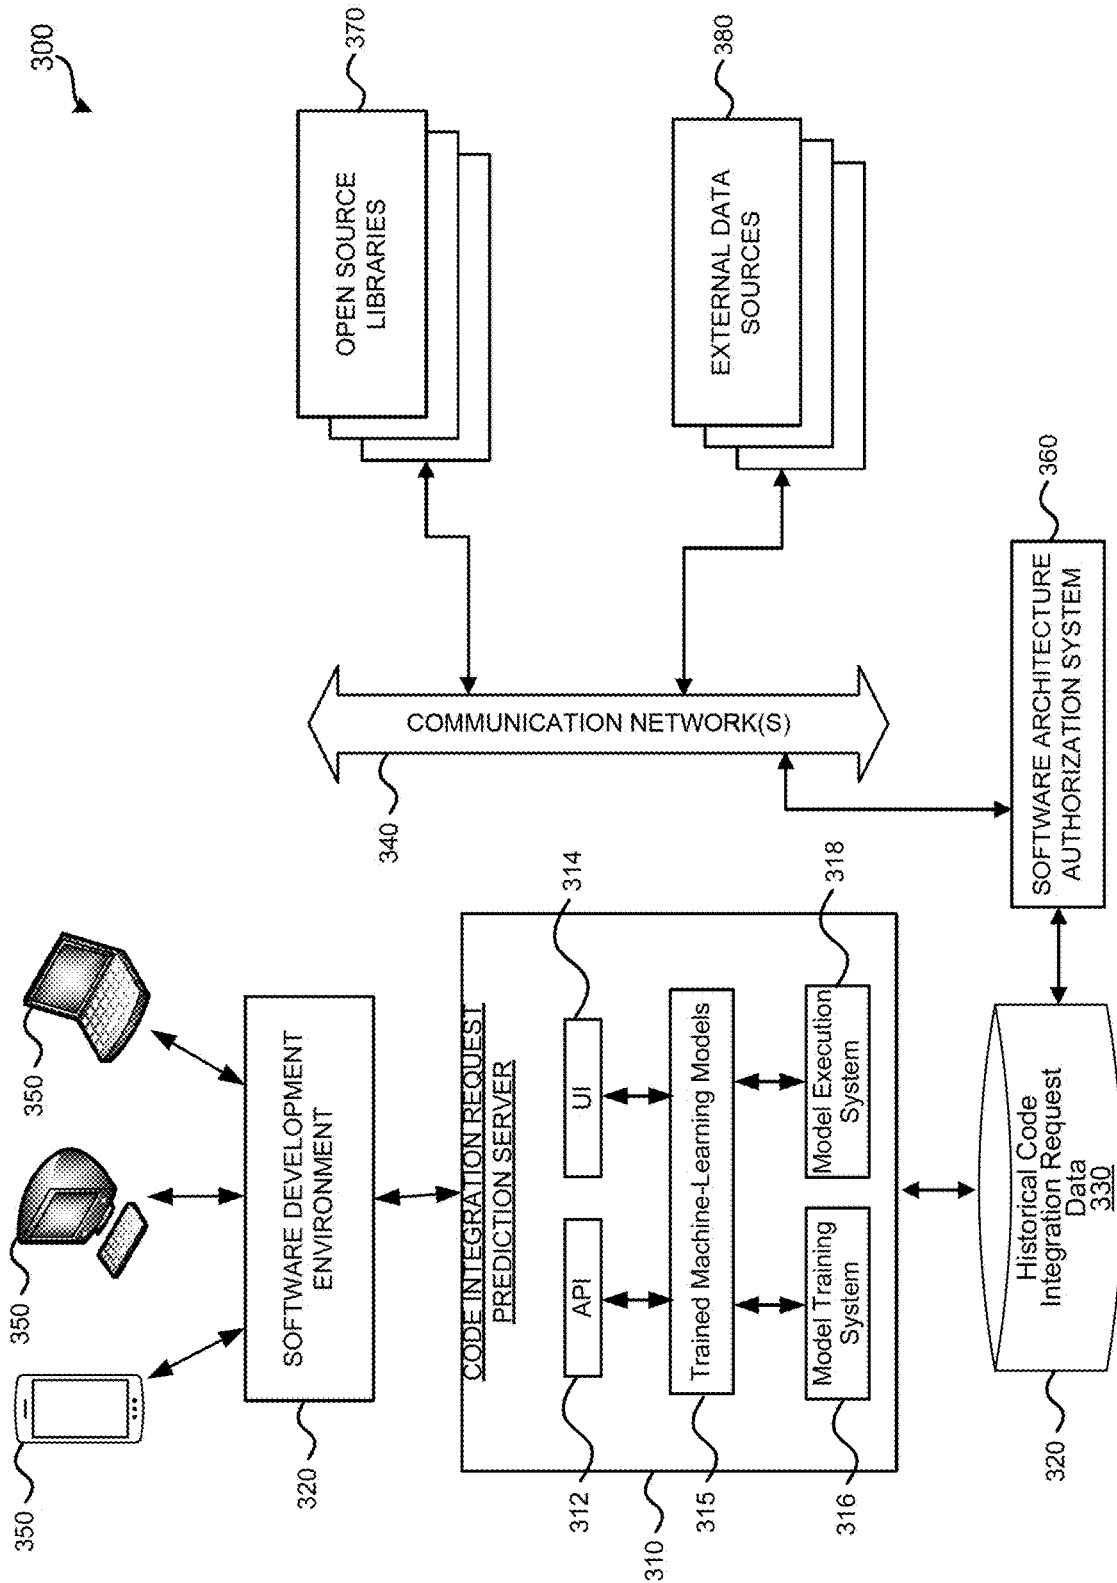 300
350
350
350
SOFTWARE DEVELOPMENT
ENVIRONMENT
320
CODE INTEGRATION REQUEST
PREDICTION SERVER
310
API
312
UI
314
Trained Machine-Learning Models
315
Model Training
System
316
Model Execution
System
318
Historical Code
Integration Request
Data
330
320
COMMUNICATION NETWORK(S)
340
OPEN SOURCE
LIBRARIES
370
EXTERNAL DATA
SOURCES
380
SOFTWARE ARCHITECTURE
AUTHORIZATION SYSTEM
360